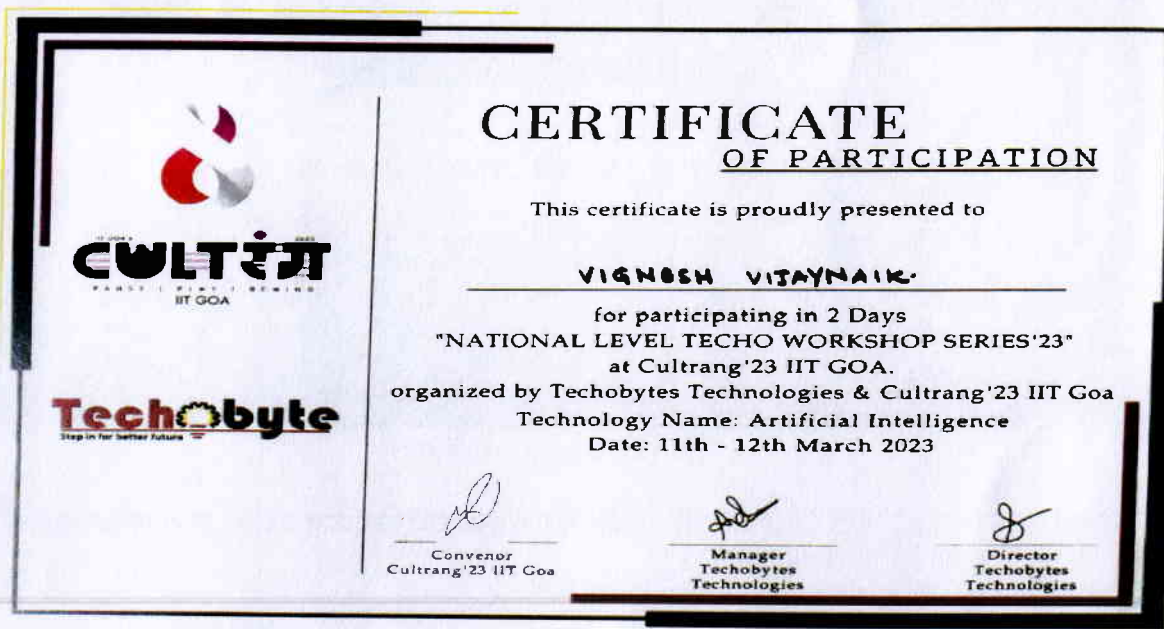 CULTरंग
IIT GOA
Techobyte
Step in for better future
CERTIFICATE
OF PARTICIPATION
This certificate is proudly presented to
VIGNESH VIJAYNAIK.
for participating in 2 Days
"NATIONAL LEVEL TECHO WORKSHOP SERIES'23"
at Cultrang'23 IIT GOA.
organized by Techobytes Technologies & Cultrang'23 IIT Goa
Technology Name: Artificial Intelligence
Date: 11th - 12th March 2023
Convenor
Cultrang'23 IIT Goa
Manager
Techobytes
Technologies
Director
Techobytes
Technologies